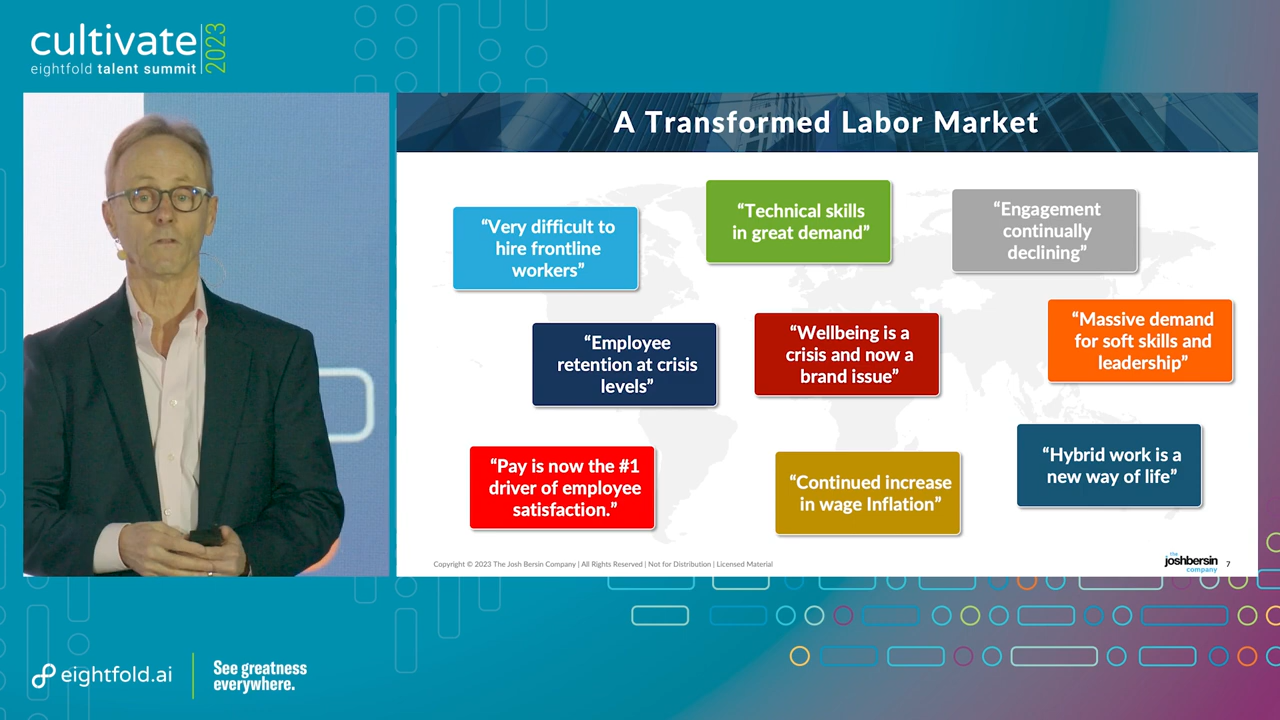 cultivate 2023
eightfold talent summit
A Transformed Labor Market
“Very difficult to
hire frontline
workers”
“Technical skills
in great demand”
“Engagement
continually
declining”
“Employee
retention at crisis
levels”
“Wellbeing is a
crisis and now a
brand issue”
“Massive demand
for soft skills and
leadership”
“Pay is now the #1
driver of employee
satisfaction.”
“Continued increase
in wage Inflation”
“Hybrid work is a
new way of life”
Copyright © 2023 The Josh Bersin Company | All Rights Reserved | Not for Distribution | Licensed Material
the
joshbersin
company
7
eightfold.ai
See greatness
everywhere.